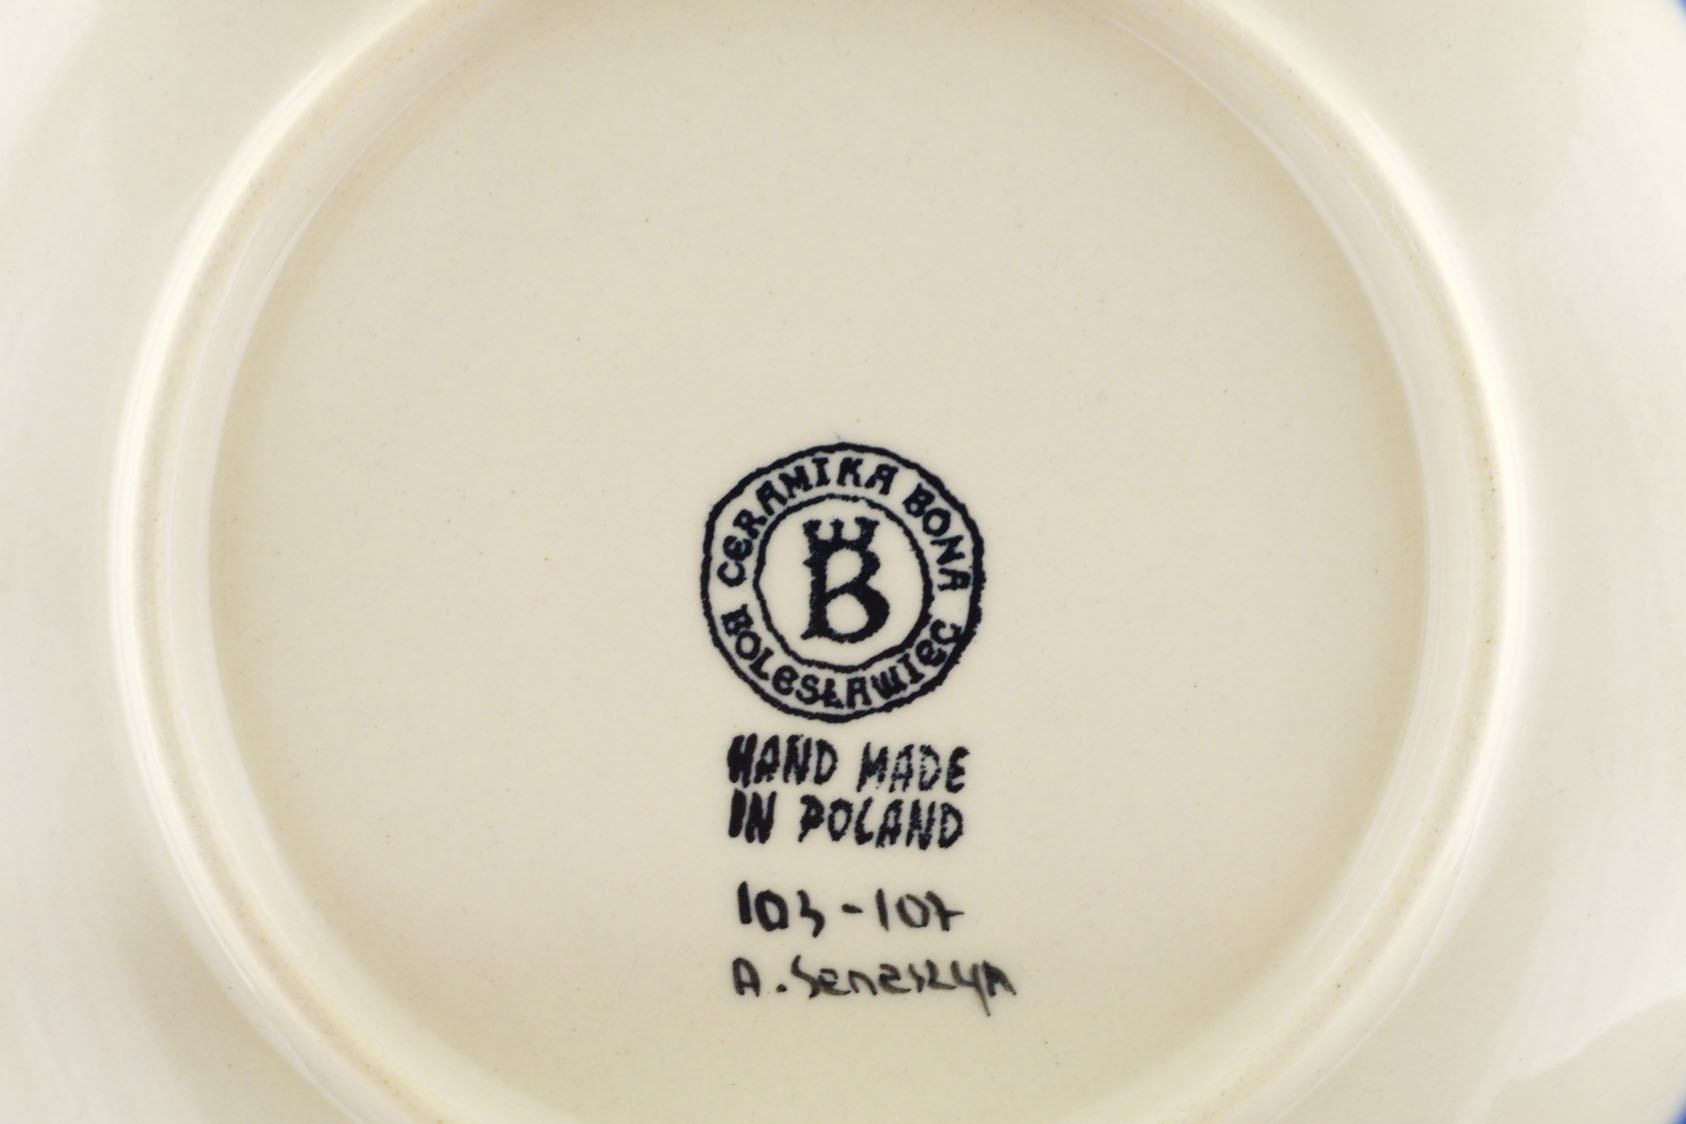 CERAMIKA BONA
B
BOLESŁAWIEC
HAND MADE
IN POLAND
103-107
A.